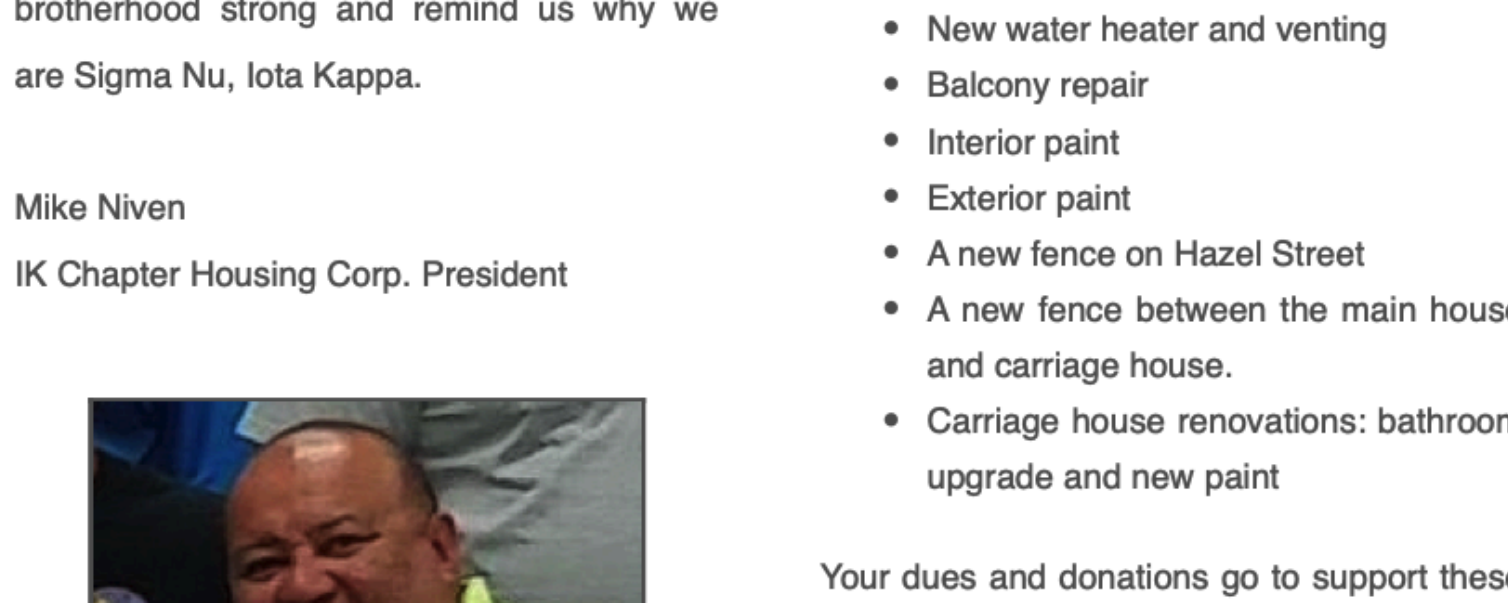 brotherhood strong and remind us why we
are Sigma Nu, Iota Kappa.
Mike Niven
IK Chapter Housing Corp. President
• New water heater and venting
• Balcony repair
• Interior paint
• Exterior paint
• A new fence on Hazel Street
• A new fence between the main house
and carriage house.
• Carriage house renovations: bathroom
upgrade and new paint
Your dues and donations go to support these